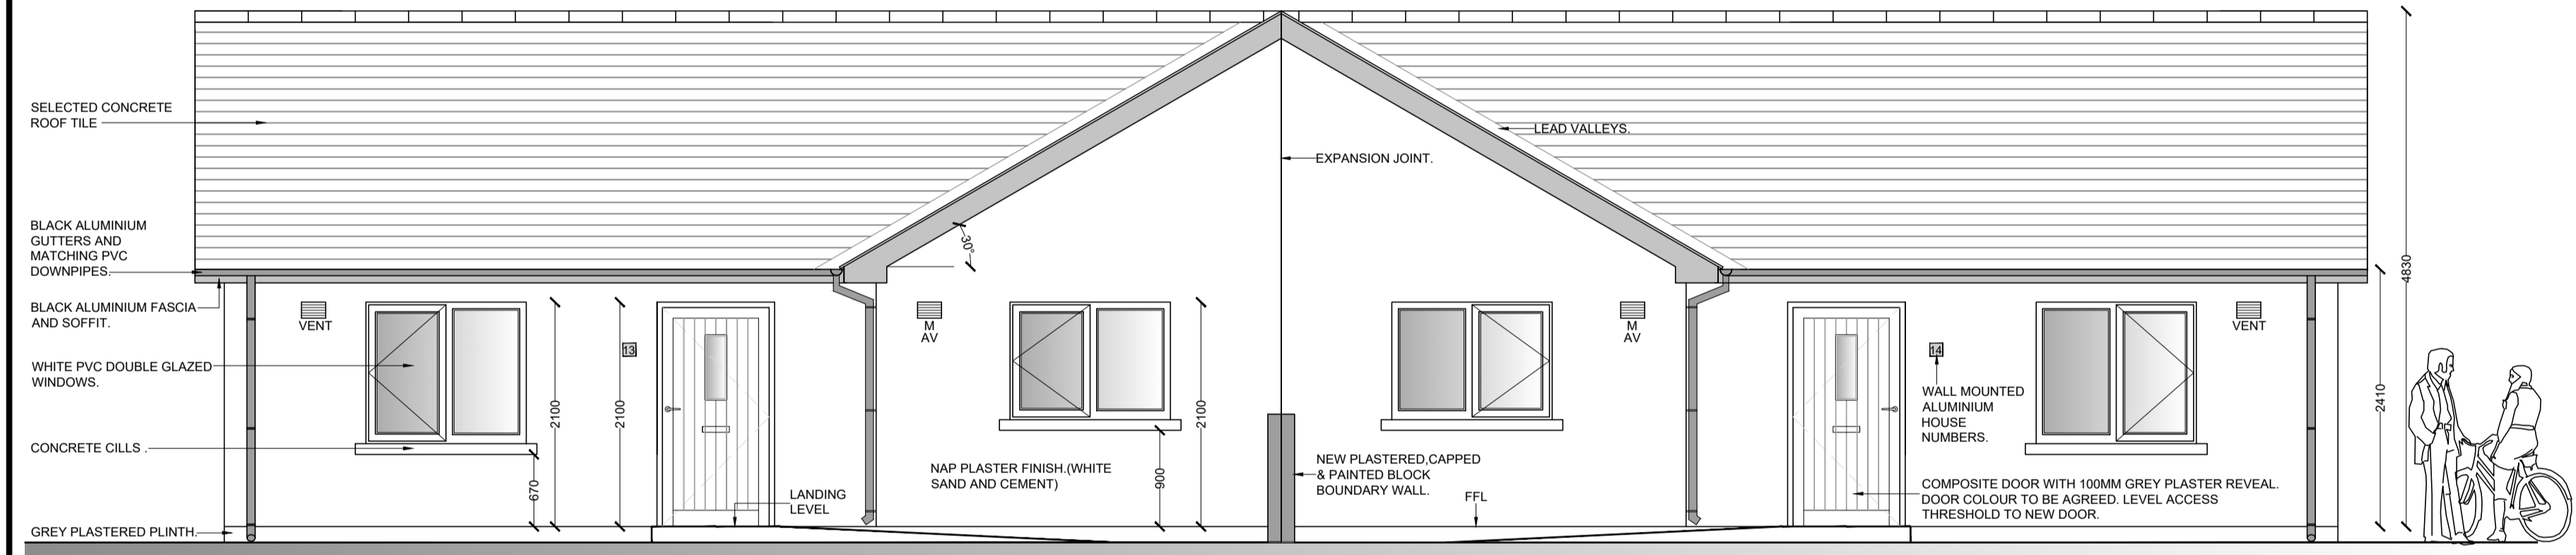 SELECTED CONCRETE
ROOF TILE
BLACK ALUMINIUM
GUTTERS AND
MATCHING PVC
DOWNPIPES.
BLACK ALUMINIUM FASCIA
AND SOFFIT.
WHITE PVC DOUBLE GLAZED
WINDOWS.
CONCRETE CILLS .
GREY PLASTERED PLINTH.
VENT
670
2100
2100
13
LANDING
LEVEL
30°
M
AV
NAP PLASTER FINISH.(WHITE
SAND AND CEMENT)
900
2100
EXPANSION JOINT.
LEAD VALLEYS.
NEW PLASTERED,CAPPED
& PAINTED BLOCK
BOUNDARY WALL.
FFL
M
AV
14
WALL MOUNTED
ALUMINIUM
HOUSE
NUMBERS.
COMPOSITE DOOR WITH 100MM GREY PLASTER REVEAL.
DOOR COLOUR TO BE AGREED. LEVEL ACCESS
THRESHOLD TO NEW DOOR.
VENT
2410
4830